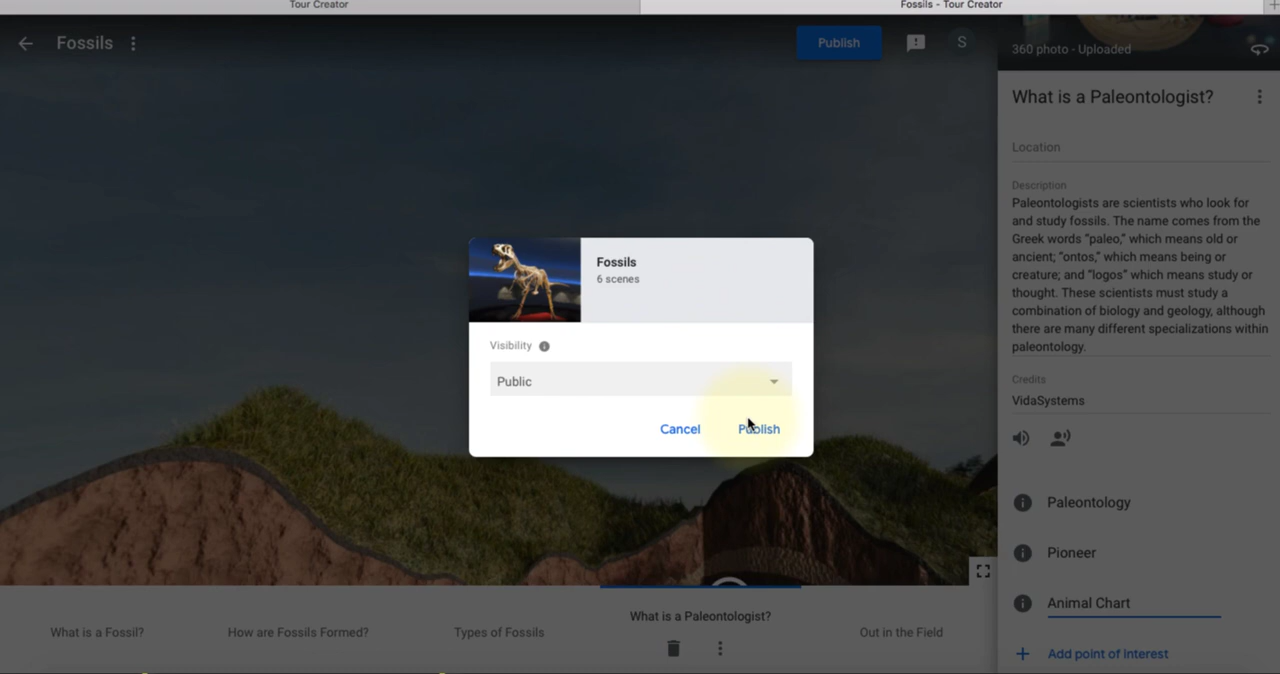 Tour Creator
Fossils - Tour Creator
Fossils
Publish
S
360 photo - Uploaded
What is a Paleontologist?
Location
Description
Paleontologists are scientists who look for
and study fossils. The name comes from the
Greek words “paleo,” which means old or
ancient; “ontos,” which means being or
creature; and “logos” which means study or
thought. These scientists must study a
combination of biology and geology, although
there are many different specializations within
paleontology.
Credits
VidaSystems
Paleontology
Pioneer
Animal Chart
+ Add point of interest
Fossils
6 scenes
Visibility
Public
Cancel
Publish
What is a Fossil?
How are Fossils Formed?
Types of Fossils
What is a Paleontologist?
Out in the Field